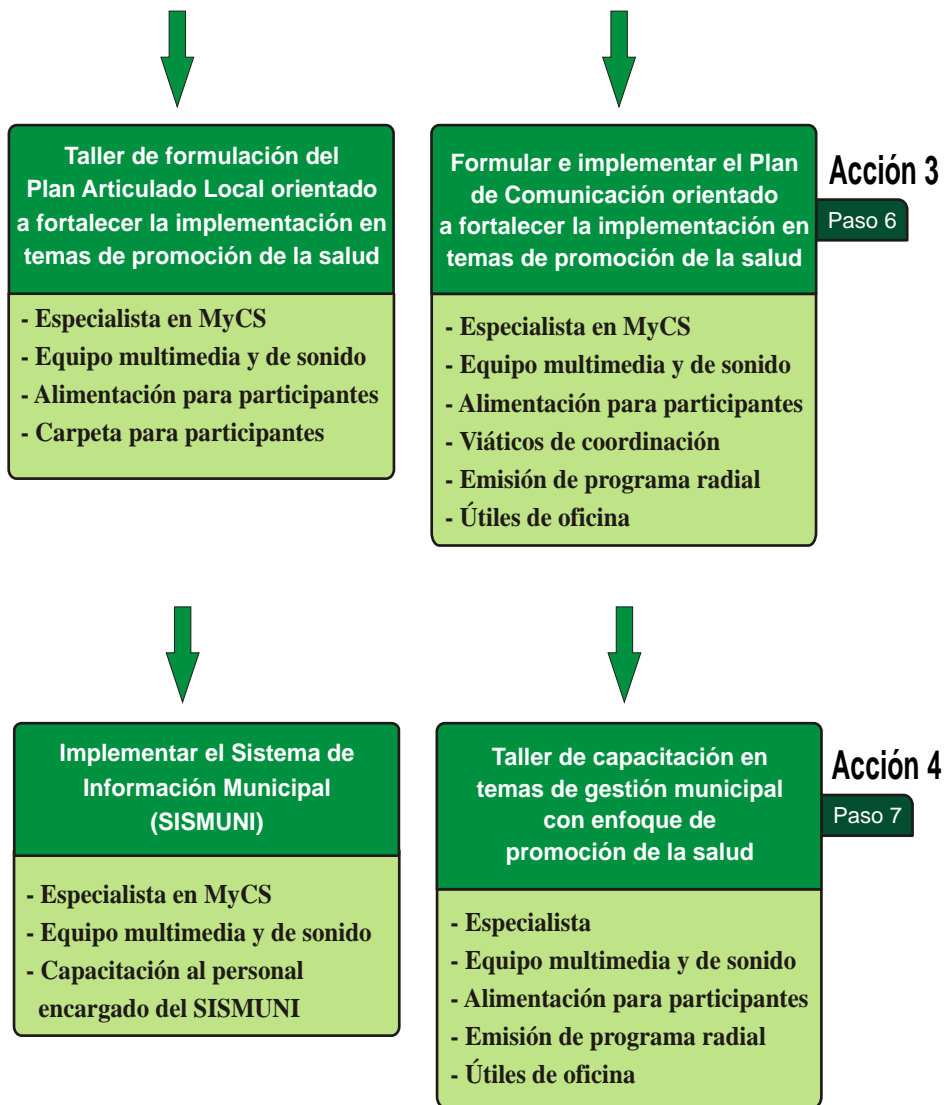 Taller de formulación del
Plan Articulado Local orientado
a fortalecer la implementación en
temas de promoción de la salud
- Especialista en MyCS
- Equipo multimedia y de sonido
- Alimentación para participantes
- Carpeta para participantes
Formular e implementar el Plan
de Comunicación orientado
a fortalecer la implementación en
temas de promoción de la salud
- Especialista en MyCS
- Equipo multimedia y de sonido
- Alimentación para participantes
- Viáticos de coordinación
- Emisión de programa radial
- Útiles de oficina
Acción 3
Paso 6
Implementar el Sistema de
Información Municipal
(SISMUNI)
- Especialista en MyCS
- Equipo multimedia y de sonido
- Capacitación al personal
encargado del SISMUNI
Taller de capacitación en
temas de gestión municipal
con enfoque de
promoción de la salud
- Especialista
- Equipo multimedia y de sonido
- Alimentación para participantes
- Emisión de programa radial
- Útiles de oficina
Acción 4
Paso 7